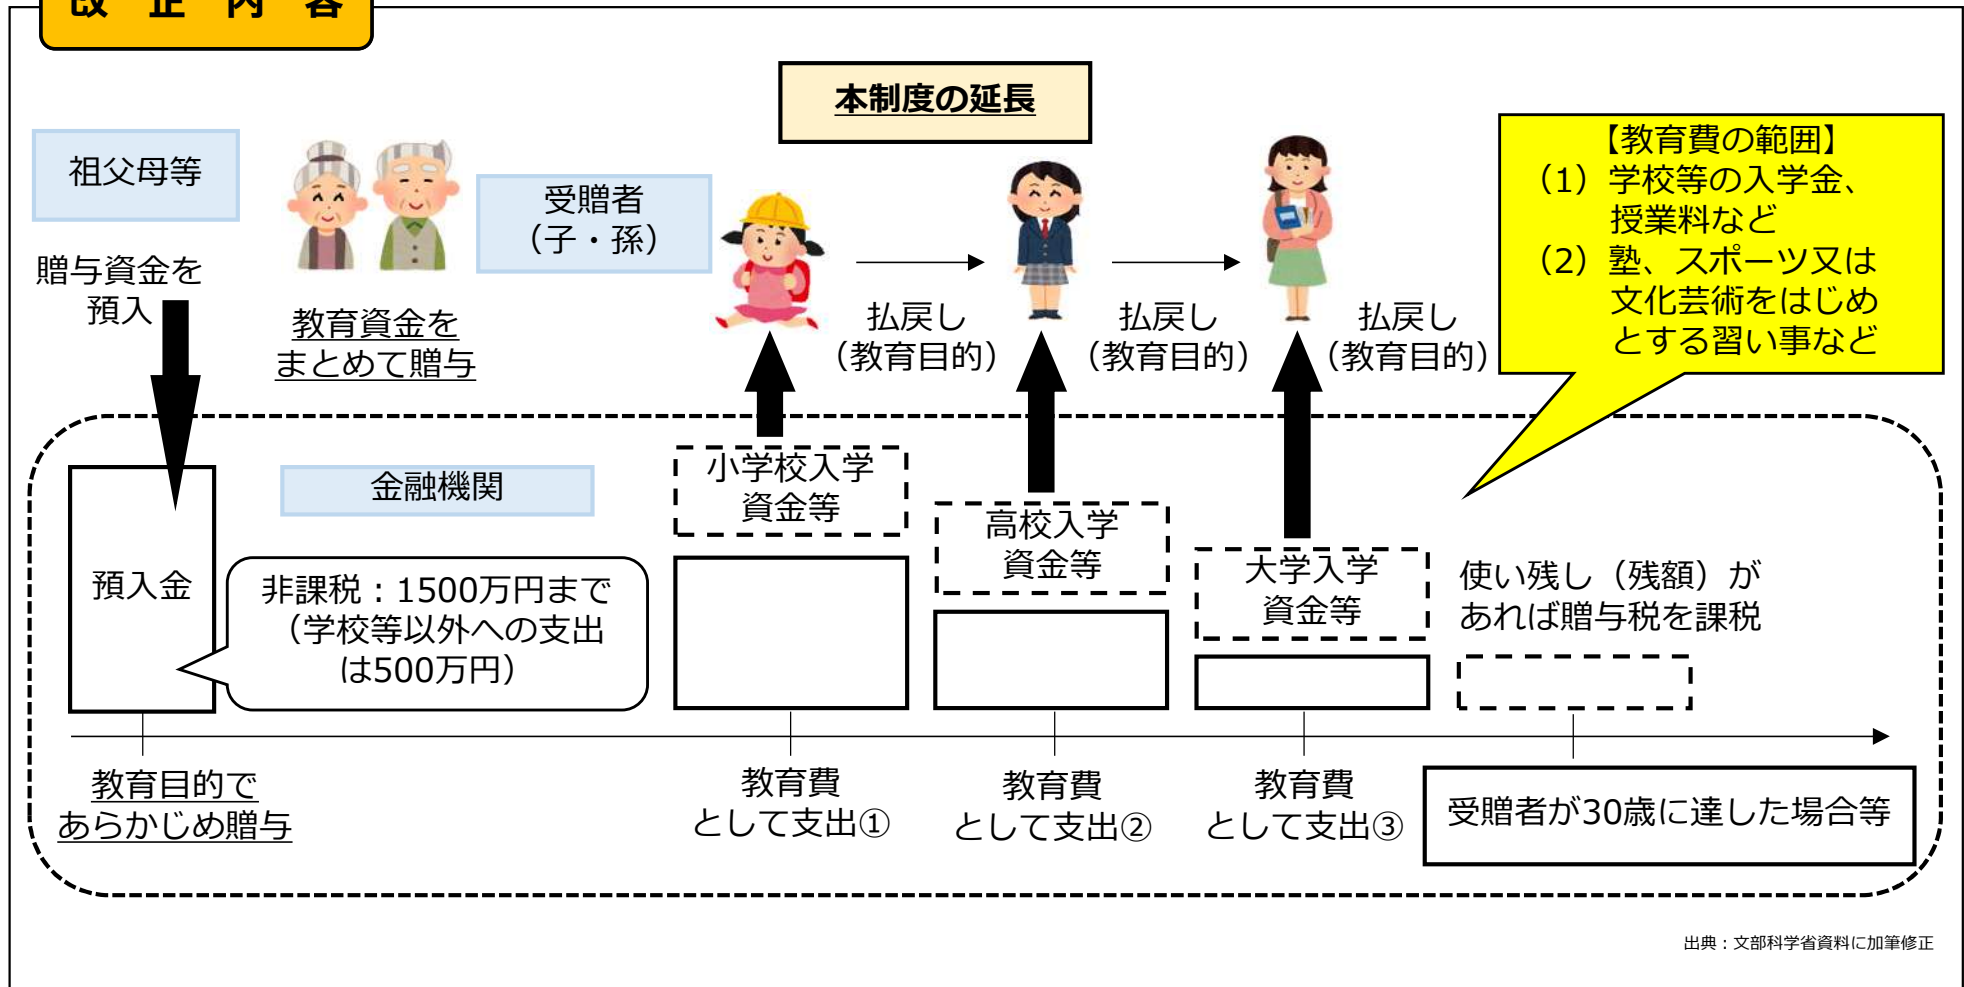 改正内容
本制度の延長
祖父母等
贈与資金を
預入
教育資金を
まとめて贈与
受贈者
（子・孫）
払戻し
（教育目的）
払戻し
（教育目的）
払戻し
（教育目的）
【教育費の範囲】
（1）学校等の入学金、
授業料など
（2）塾、スポーツ又は
文化芸術をはじめ
とする習い事など
金融機関
預入金
非課税：1500万円まで
（学校等以外への支出
は500万円）
小学校入学
資金等
高校入学
資金等
大学入学
資金等
使い残し（残額）が
あれば贈与税を課税
教育目的で
あらかじめ贈与
教育費
として支出①
教育費
として支出②
教育費
として支出③
受贈者が30歳に達した場合等
出典：文部科学省資料に加筆修正